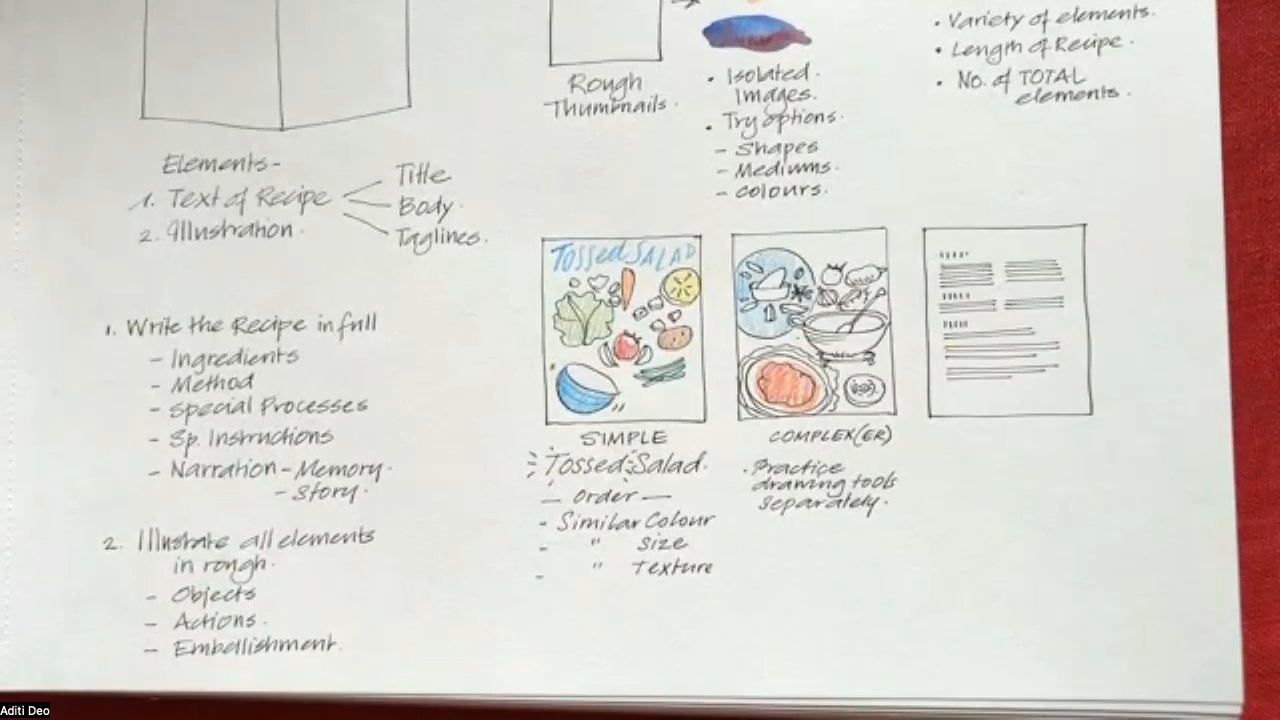 Elements-
1. Text of Recipe
2. Illustration.
Title
Body.
Taglines.
1. Write the Recipe in full
- Ingredients
- Method
- Special Processes
- Sp. Instructions
- Narration - Memory.
- Story.
2. Illustrate all elements
in rough.
- Objects
- Actions.
- Embellishment.
Rough
Thumbnails.
• Isolated.
Images.
• Try options.
- Shapes
- Mediums.
- colours.
• Variety of elements.
• Length of Recipe.
• No. of TOTAL
elements.
Tossed SALAD
SIMPLE
Tossed Salad.
- Order -
- Similar Colour
- " Size
- " Texture
COMPLEX(ER)
• Practice
drawing tools
separately.
Aditi Deo